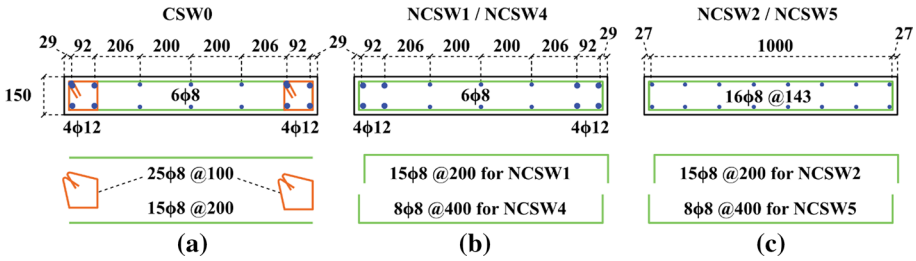 CSW0 NCSW1 / NCSW4 NCSW2 / NCSW5
29 92 206 200 200 206 92 29 92 206 200 200 206 92 29 27 1000 27
150 6ϕ8 6ϕ8 16ϕ8 @143
4ϕ12 4ϕ12 4ϕ12 4ϕ12
25ϕ8 @100 15ϕ8 @200 for NCSW1 15ϕ8 @200 for NCSW2
15ϕ8 @200 8ϕ8 @400 for NCSW4 8ϕ8 @400 for NCSW5
(a) (b) (c)